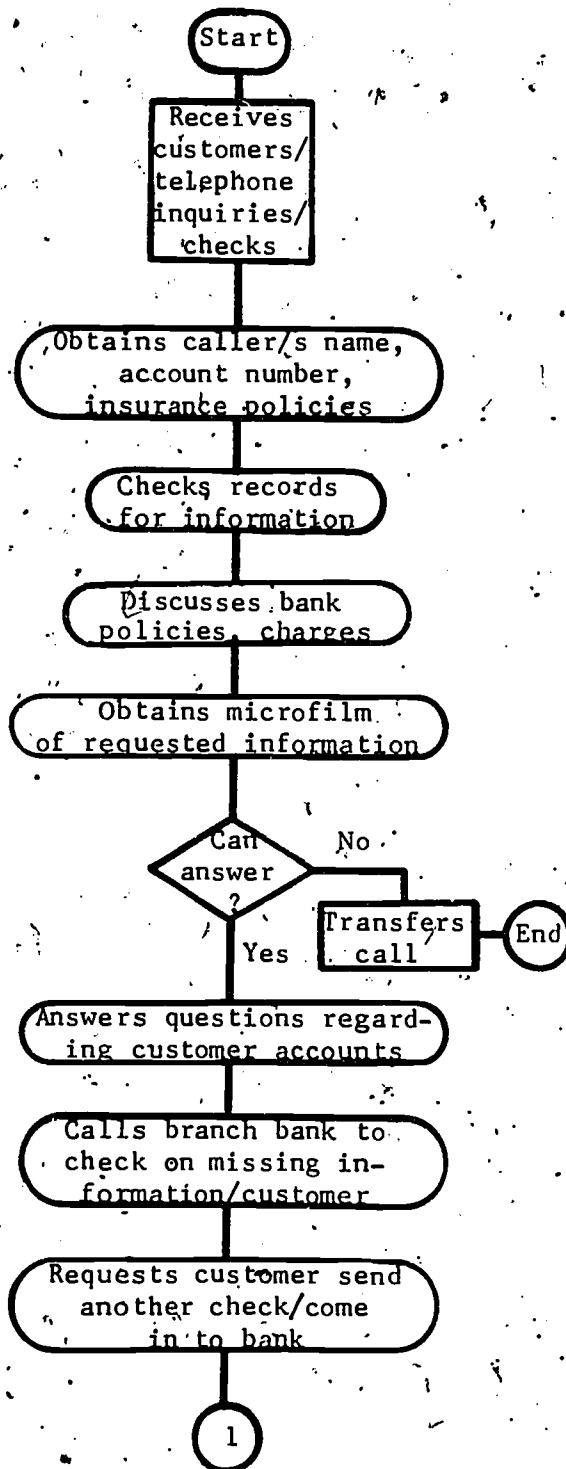 Start
Receives
customers/
telephone
inquiries/
checks
Obtains caller/s name,
account number,
insurance policies
Checks records
for information
Discusses bank
policies, charges
Obtains microfilm
of requested information
Can
answer
?
No
Transfers
call
End
Yes
Answers questions regard-
ing customer accounts
Calls branch bank to
check on missing in-
formation/customer
Requests customer send
another check/come
in to bank
1